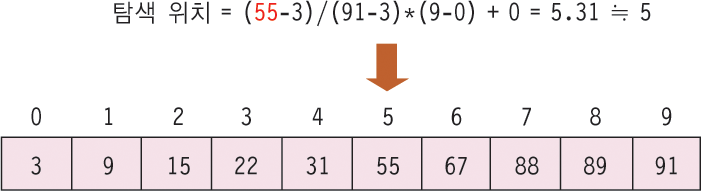 탐색 위치 = (55-3)/(91-3)*(9-0) + 0 = 5.31 ≒ 5
0 1 2 3 4 5 6 7 8 9
3 9 15 22 31 55 67 88 89 91